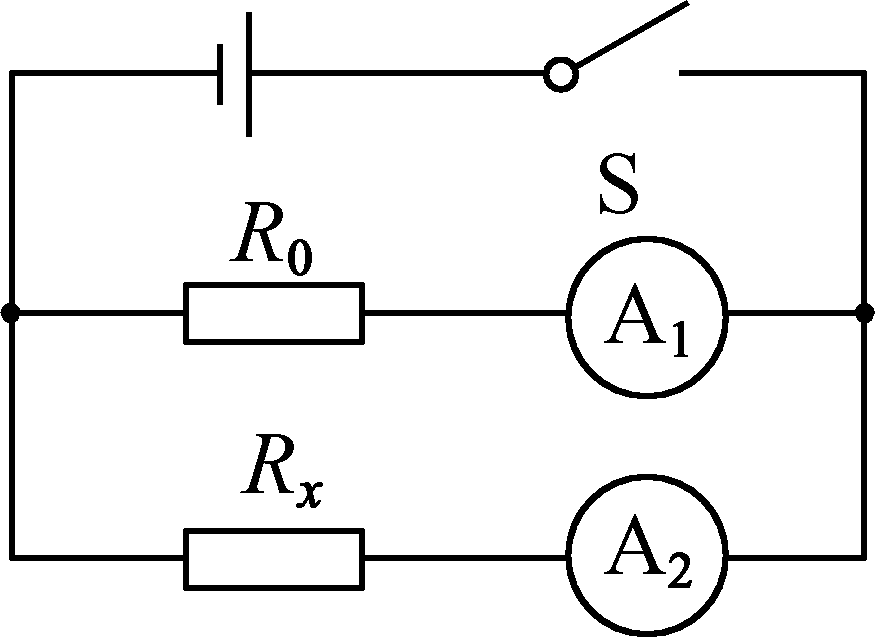 S
R₀
A₁
Rₓ
A₂